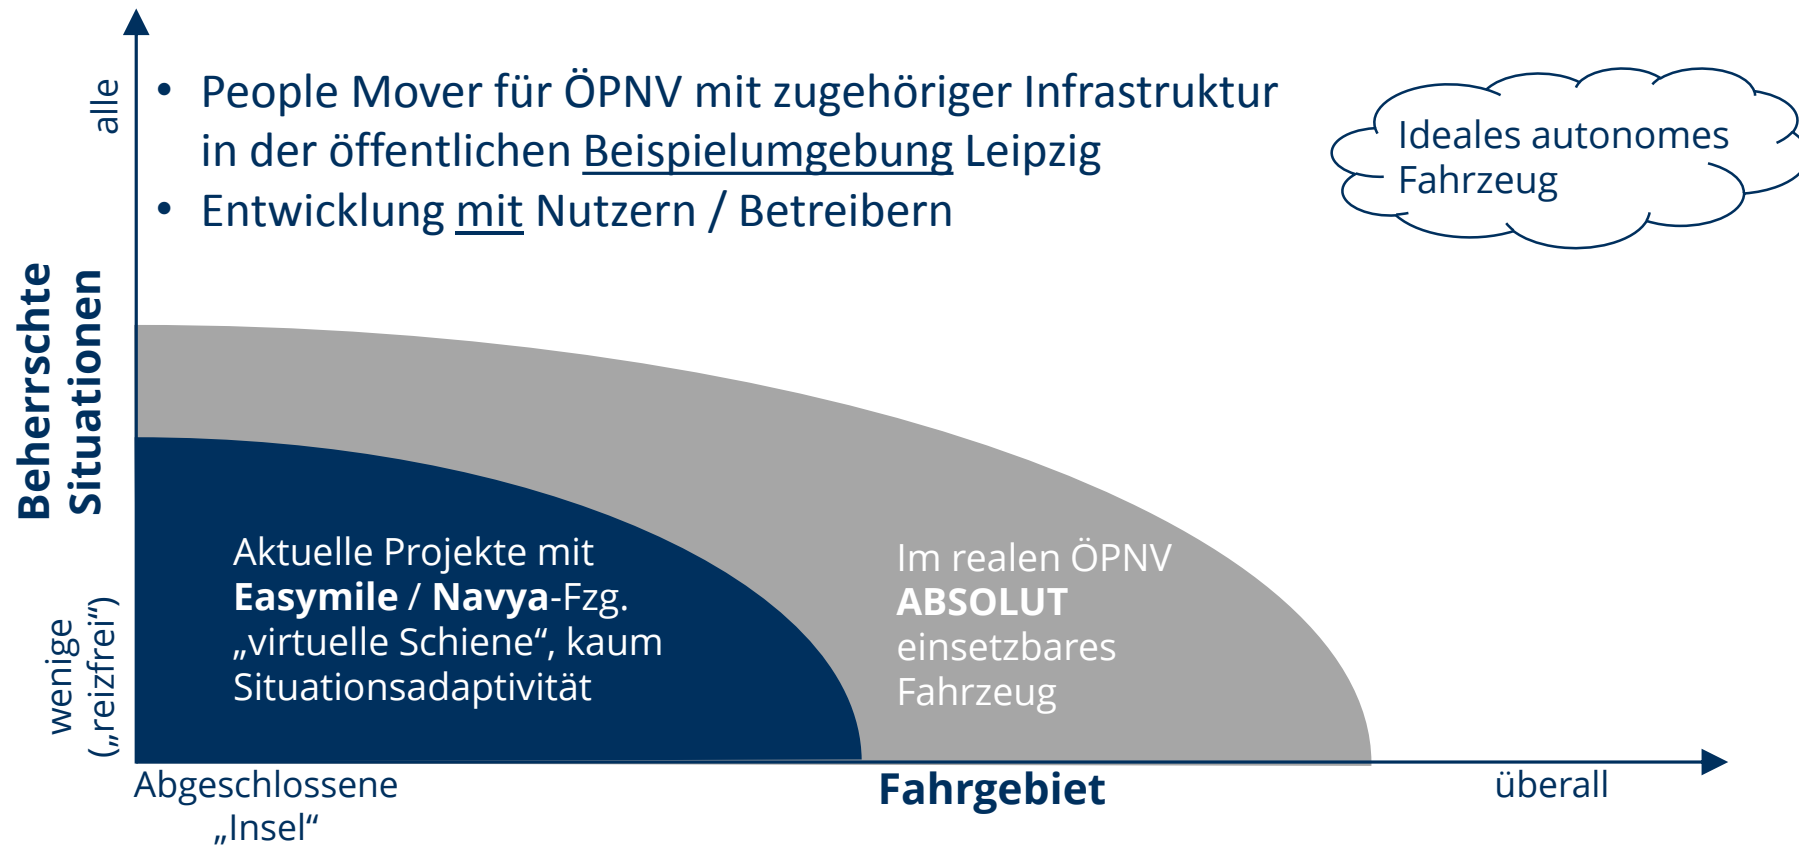 • People Mover für ÖPNV mit zugehöriger Infrastruktur
in der öffentlichen Beispielumgebung Leipzig
• Entwicklung mit Nutzern / Betreibern
Ideales autonomes
Fahrzeug
alle
Beherrschte
Situationen
wenige
(„reizfrei“)
Aktuelle Projekte mit
Easymile / Navya-Fzg.
„virtuelle Schiene“, kaum
Situationsadaptivität
Im realen ÖPNV
ABSOLUT
einsetzbares
Fahrzeug
Abgeschlossene
„Insel“
Fahrgebiet
überall